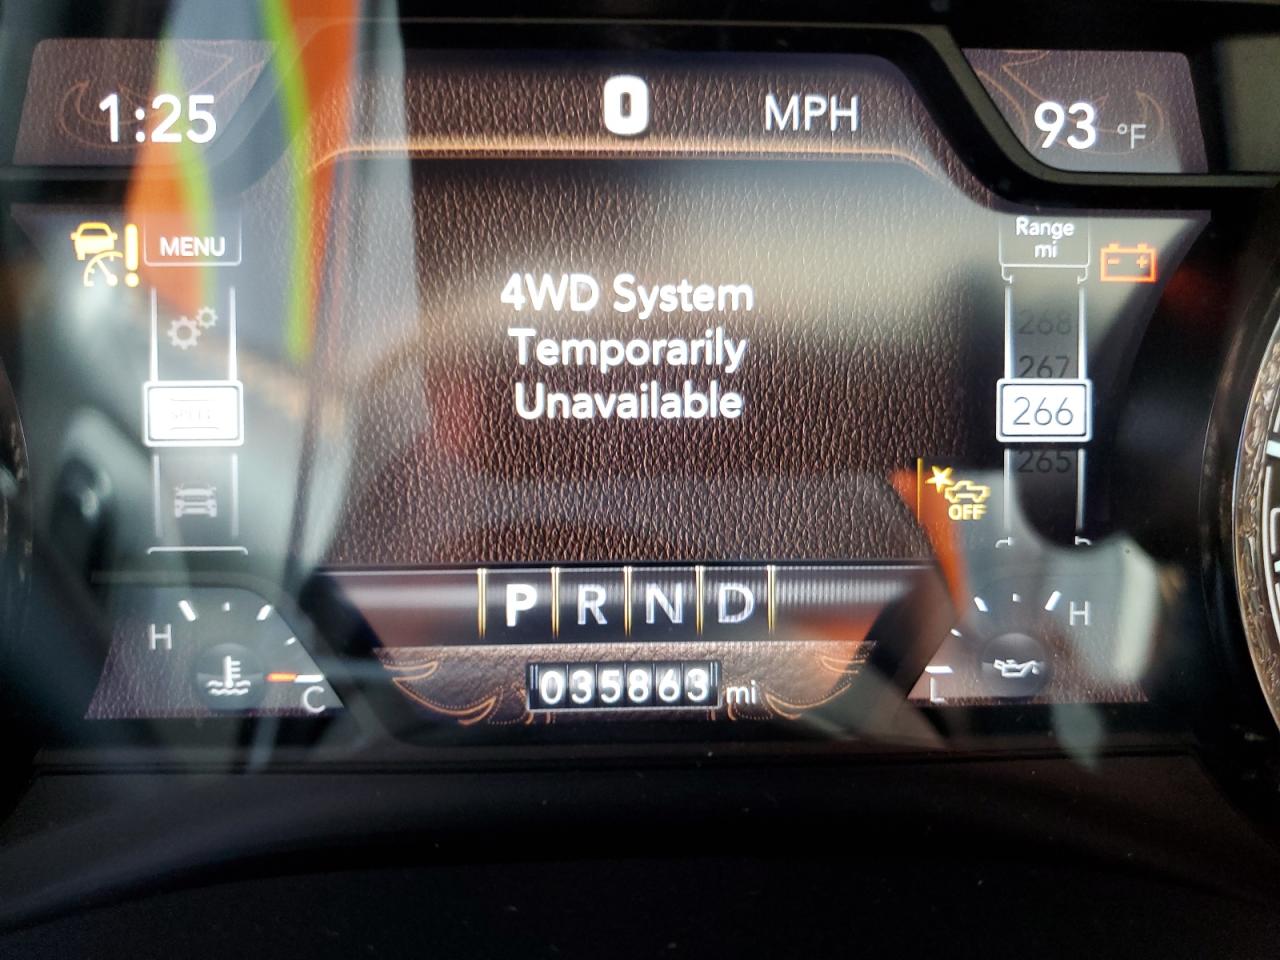 1:25
0 MPH
93 °F
MENU
Range
mi
4WD System
Temporarily
Unavailable
268
267
266
265
OFF
P R N D
H
C
H
L
035863 mi